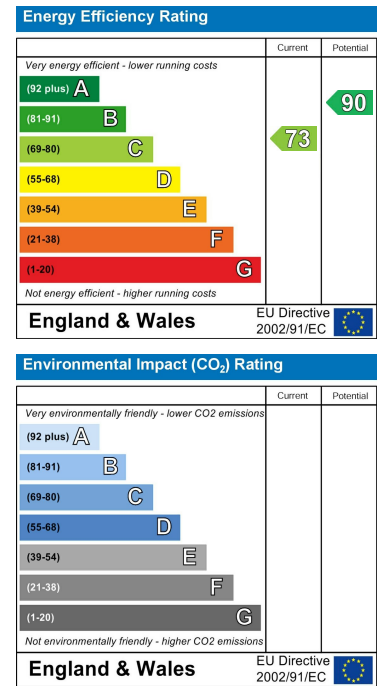 Energy Efficiency Rating
Current Potential
Very energy efficient - lower running costs
(92 plus) A
(81-91) B
(69-80) C
(55-68) D
(39-54) E
(21-38) F
(1-20) G
73
90
Not energy efficient - higher running costs
England & Wales
EU Directive
2002/91/EC
Environmental Impact (CO₂) Rating
Current Potential
Very environmentally friendly - lower CO2 emissions
(92 plus) A
(81-91) B
(69-80) C
(55-68) D
(39-54) E
(21-38) F
(1-20) G
Not environmentally friendly - higher CO2 emissions
England & Wales
EU Directive
2002/91/EC